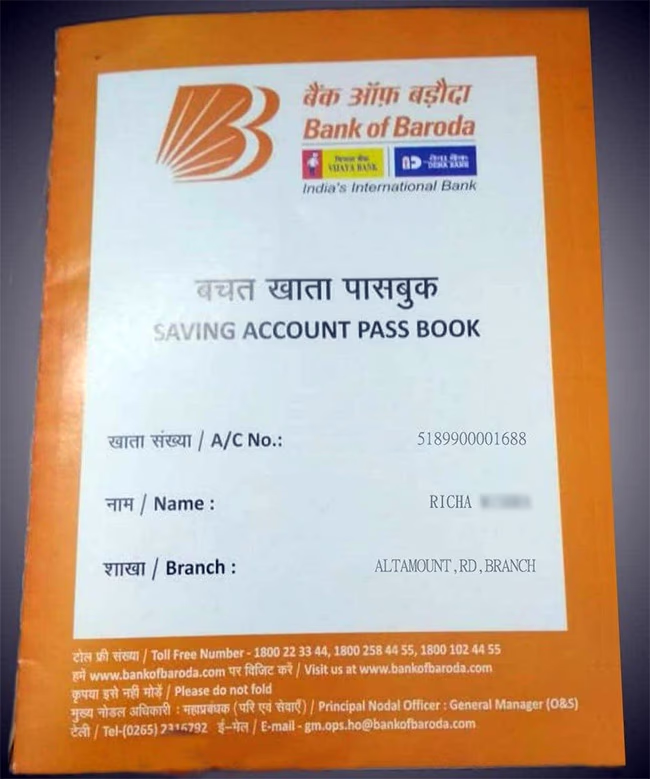 बैंक ऑफ़ बड़ौदा
Bank of Baroda
विजया बैंक
VIJAYA BANK
देना बैंक
DENA BANK
India's International Bank
बचत खाता पासबुक
SAVING ACCOUNT PASS BOOK
खाता संख्या / A/C No.: 5189900001688
नाम / Name : RICHA
शाखा / Branch : ALTAMOUNT,RD,BRANCH
टोल फ्री संख्या / Toll Free Number - 1800 22 33 44, 1800 258 44 55, 1800 102 44 55
हमें www.bankofbaroda.com पर विजिट करें / Visit us at www.bankofbaroda.com
कृपया इसे नही मोड़ें / Please do not fold
मुख्य नोडल अधिकारी : महाप्रबंधक (परि एवं सेवाएँ) / Principal Nodal Officer : General Manager (O&S)
टेली / Tel-(0265) 2316792 ई-मेल / E-mail - gm.ops.ho@bankofbaroda.com